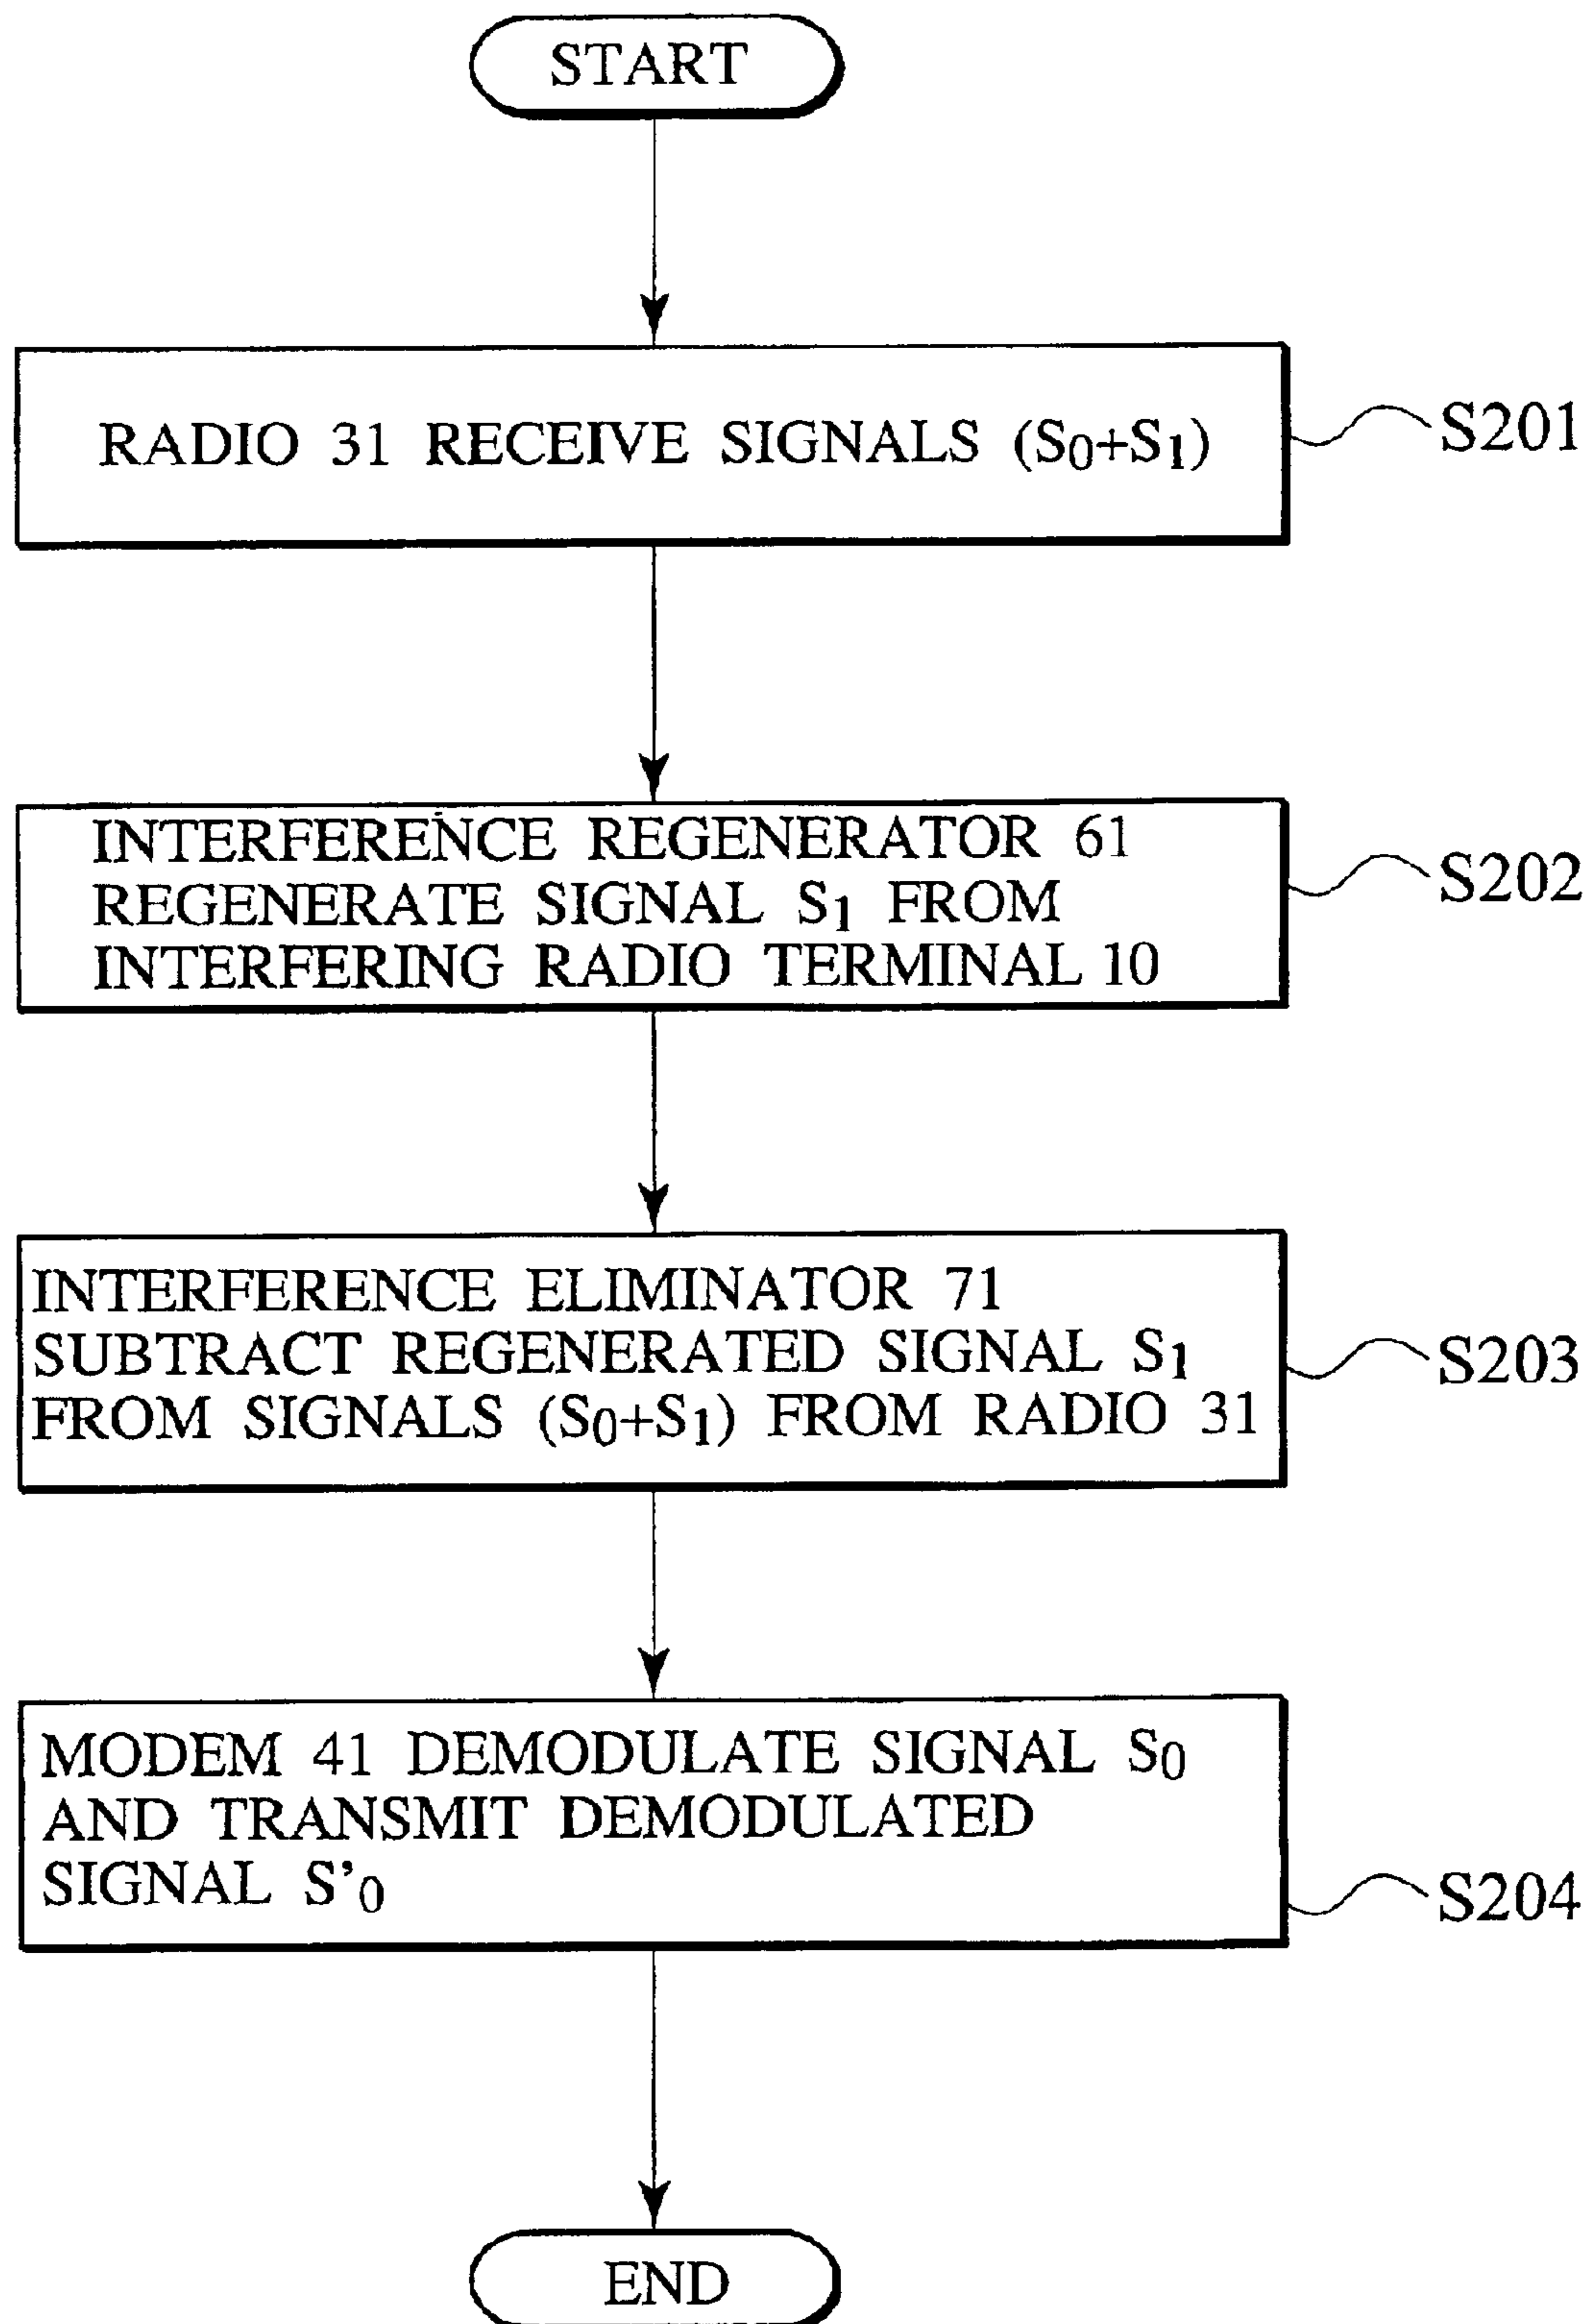 START
RADIO 31 RECEIVE SIGNALS (S0+S1)
S201
INTERFERENCE REGENERATOR 61
REGENERATE SIGNAL S1 FROM
INTERFERING RADIO TERMINAL 10
S202
INTERFERENCE ELIMINATOR 71
SUBTRACT REGENERATED SIGNAL S1
FROM SIGNALS (S0+S1) FROM RADIO 31
S203
MODEM 41 DEMODULATE SIGNAL S0
AND TRANSMIT DEMODULATED
SIGNAL S'0
S204
END